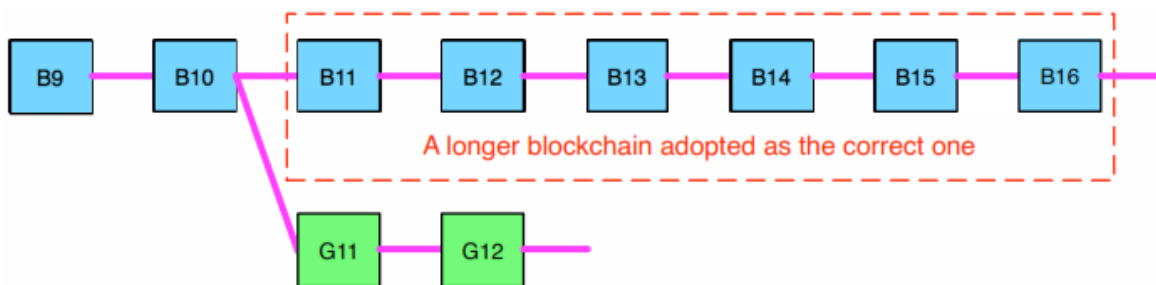 B9 B10 B11 B12 B13 B14 B15 B16
A longer blockchain adopted as the correct one
G11 G12